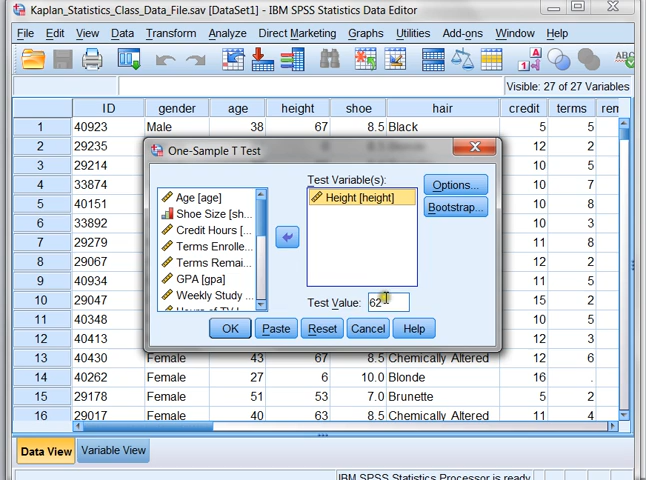 Kaplan_Statistics_Class_Data_File.sav [DataSet1] - IBM SPSS Statistics Data Editor
File Edit View Data Transform Analyze Direct Marketing Graphs Utilities Add-ons Window Help
Visible: 27 of 27 Variables
ID gender age height shoe hair credit terms ren
1 40923 Male 38 67 8.5 Black 5 5
2 29235 5
3 29214 10 5
4 33874 10 7
5 40151 10 8
6 33892 10 3
7 29279 11 8
8 29067 12 2
9 40934 11 5
10 29047 15 2
11 40348 10 5
12 40413 12 3
13 40430 Female 43 67 8.5 Chemically Altered 12 6
14 40262 Female 27 6 10.0 Blonde 16 .
15 29178 Female 51 53 7.0 Brunette 5 2
16 29017 Female 40 63 8.5 Chemically Altered 11 4
One-Sample T Test
Age [age]
Shoe Size [sh...
Credit Hours [...
Terms Enrolle...
Terms Remai...
GPA [gpa]
Weekly Study ...
Test Variable(s):
Height [height]
Options...
Bootstrap...
Test Value: 62
OK Paste Reset Cancel Help
Data View Variable View
IBM SPSS Statistics Processor is ready